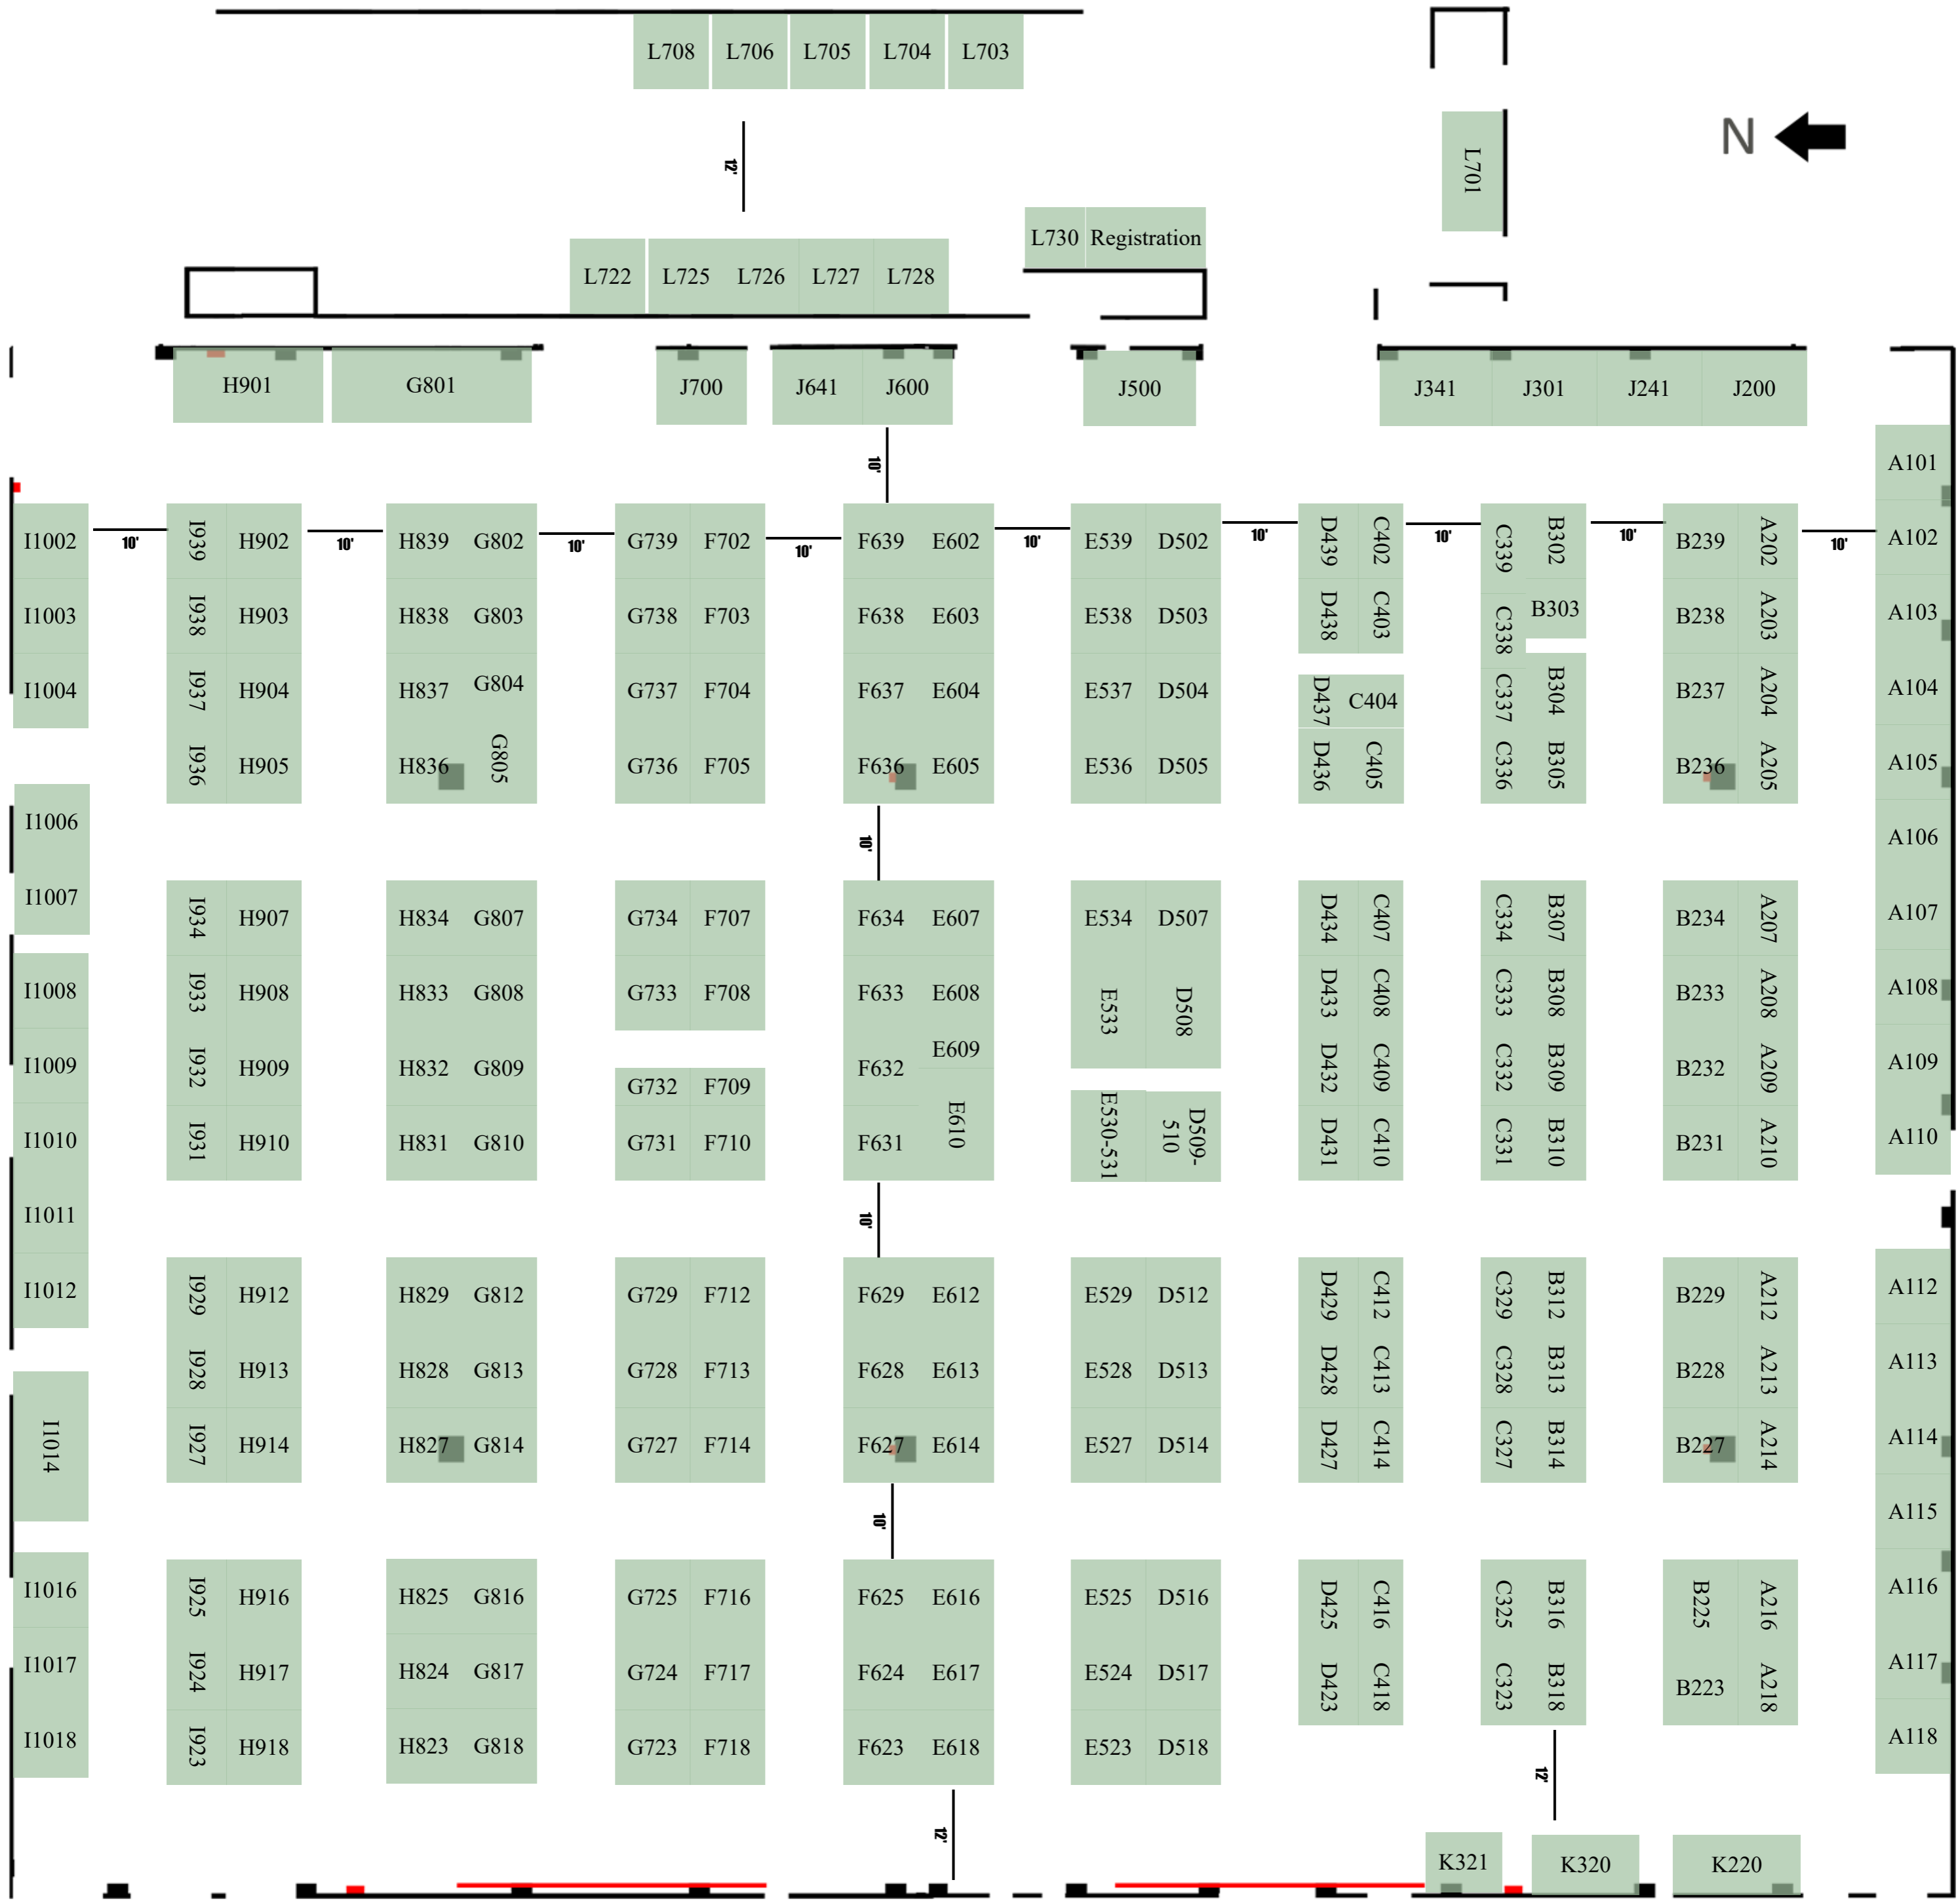 L708 L706 L705 L704 L703
N
L701
12'
L730 Registration
L722 L725 L726 L727 L728
H901 G801 J700 J641 J600 J500 J341 J301 J241 J200
A101
10'
I1002 10' I939 H902 10' H839 G802 10' G739 F702 10' F639 E602 10' E539 D502 10' D439 C402 10' C339 B302 10' B239 A202 10' A102
I1003 I938 H903 H838 G803 G738 F703 F638 E603 E538 D503 D438 C403 C338 B303 B238 A203 A103
I1004 I937 H904 H837 G804 G737 F704 F637 E604 E537 D504 D437 C404 C337 B304 B237 A204 A104
I936 H905 H836 G805 G736 F705 F636 E605 E536 D505 D436 C405 C336 B305 B236 A205 A105
I1006 10' A106
I1007 I934 H907 H834 G807 G734 F707 F634 E607 E534 D507 D434 C407 C334 B307 B234 A207 A107
I1008 I933 H908 H833 G808 G733 F708 F633 E608 E533 D508 D433 C408 C333 B308 B233 A208 A108
I1009 I932 H909 H832 G809 G732 F709 F632 E609 D432 C409 C332 B309 B232 A209 A109
I1010 I931 H910 H831 G810 G731 F710 F631 E610 E530-531 D509-
510 D431 C410 C331 B310 B231 A210 A110
I1011 10'
I1012 I929 H912 H829 G812 G729 F712 F629 E612 E529 D512 D429 C412 C329 B312 B229 A212 A112
I928 H913 H828 G813 G728 F713 F628 E613 E528 D513 D428 C413 C328 B313 B228 A213 A113
I1014 I927 H914 H827 G814 G727 F714 F627 E614 E527 D514 D427 C414 C327 B314 B227 A214 A114
10' A115
I1016 I925 H916 H825 G816 G725 F716 F625 E616 E525 D516 D425 C416 C325 B316 B225 A216 A116
I1017 I924 H917 H824 G817 G724 F717 F624 E617 E524 D517 D423 C418 C323 B318 B223 A218 A117
I1018 I923 H918 H823 G818 G723 F718 F623 E618 E523 D518 A118
12' 12'
K321 K320 K220